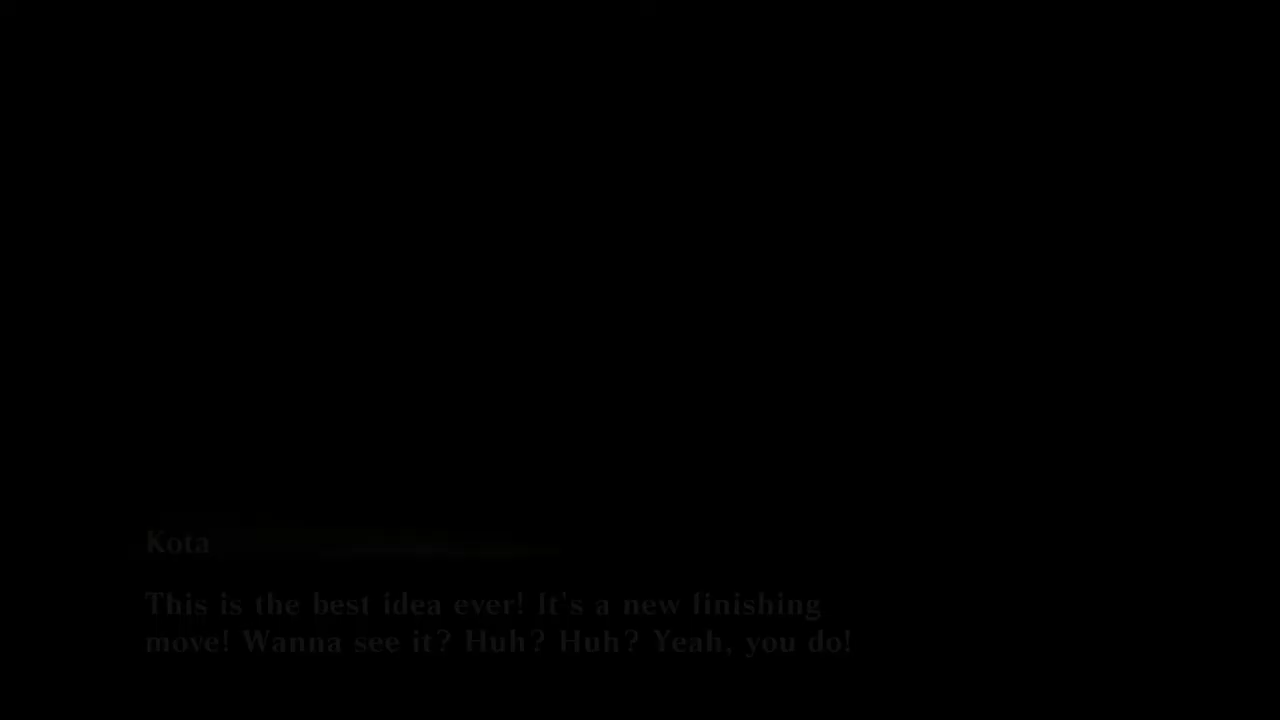 Kota
This is the best idea ever! It's a new finishing
move! Wanna see it? Huh? Huh? Yeah, you do!